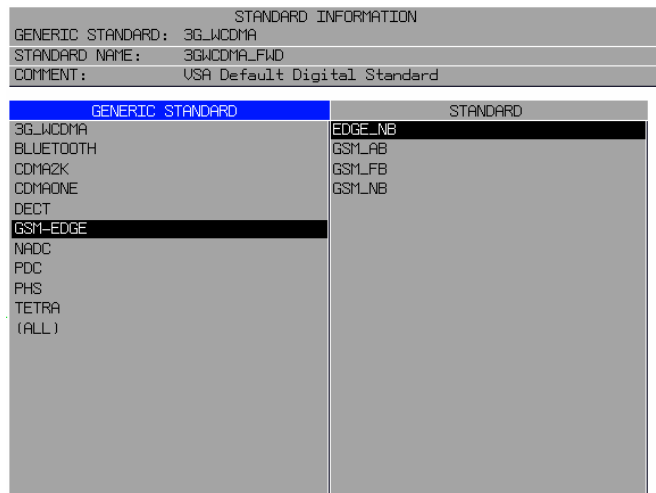 STANDARD INFORMATION
GENERIC STANDARD: 3G_WCDMA
STANDARD NAME: 3GWCDMA_FWD
COMMENT: VSA Default Digital Standard
GENERIC STANDARD STANDARD
3G_WCDMA EDGE_NB
BLUETOOTH GSM_AB
CDMA2K GSM_FB
CDMAONE GSM_NB
DECT
GSM-EDGE
NADC
PDC
PHS
TETRA
(ALL)